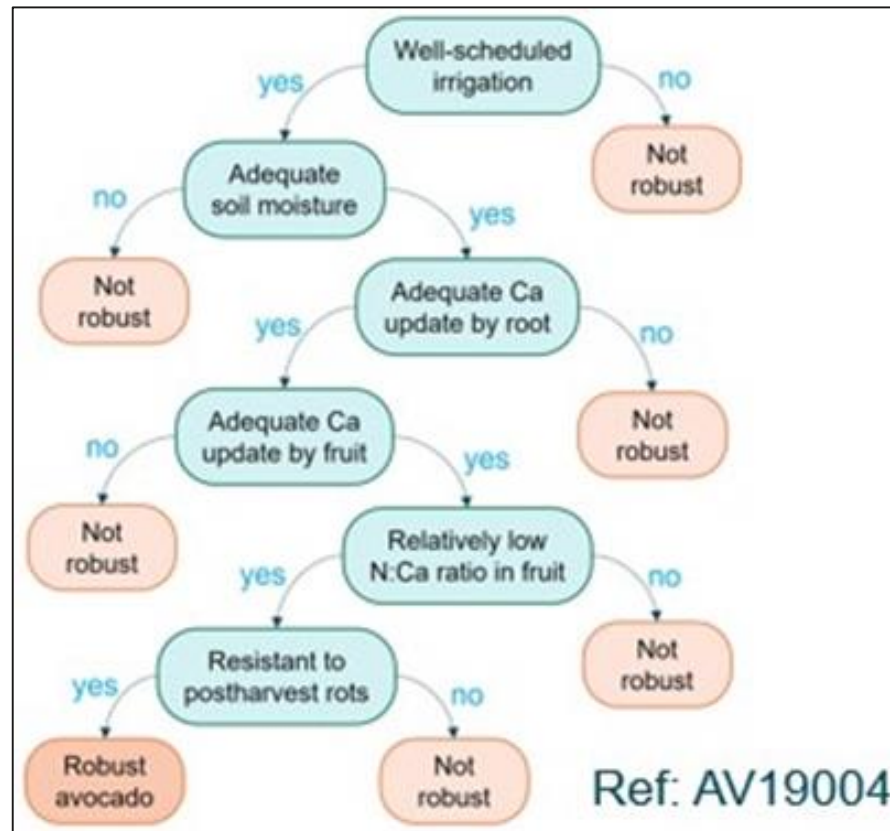 Well-scheduled
irrigation
yes
no
Adequate
soil moisture
Not
robust
no
yes
Not
robust
Adequate Ca
update by root
yes
no
Adequate Ca
update by fruit
Not
robust
no
yes
Not
robust
Relatively low
N:Ca ratio in fruit
yes
no
Resistant to
postharvest rots
Not
robust
yes
no
Robust
avocado
Not
robust
Ref: AV19004